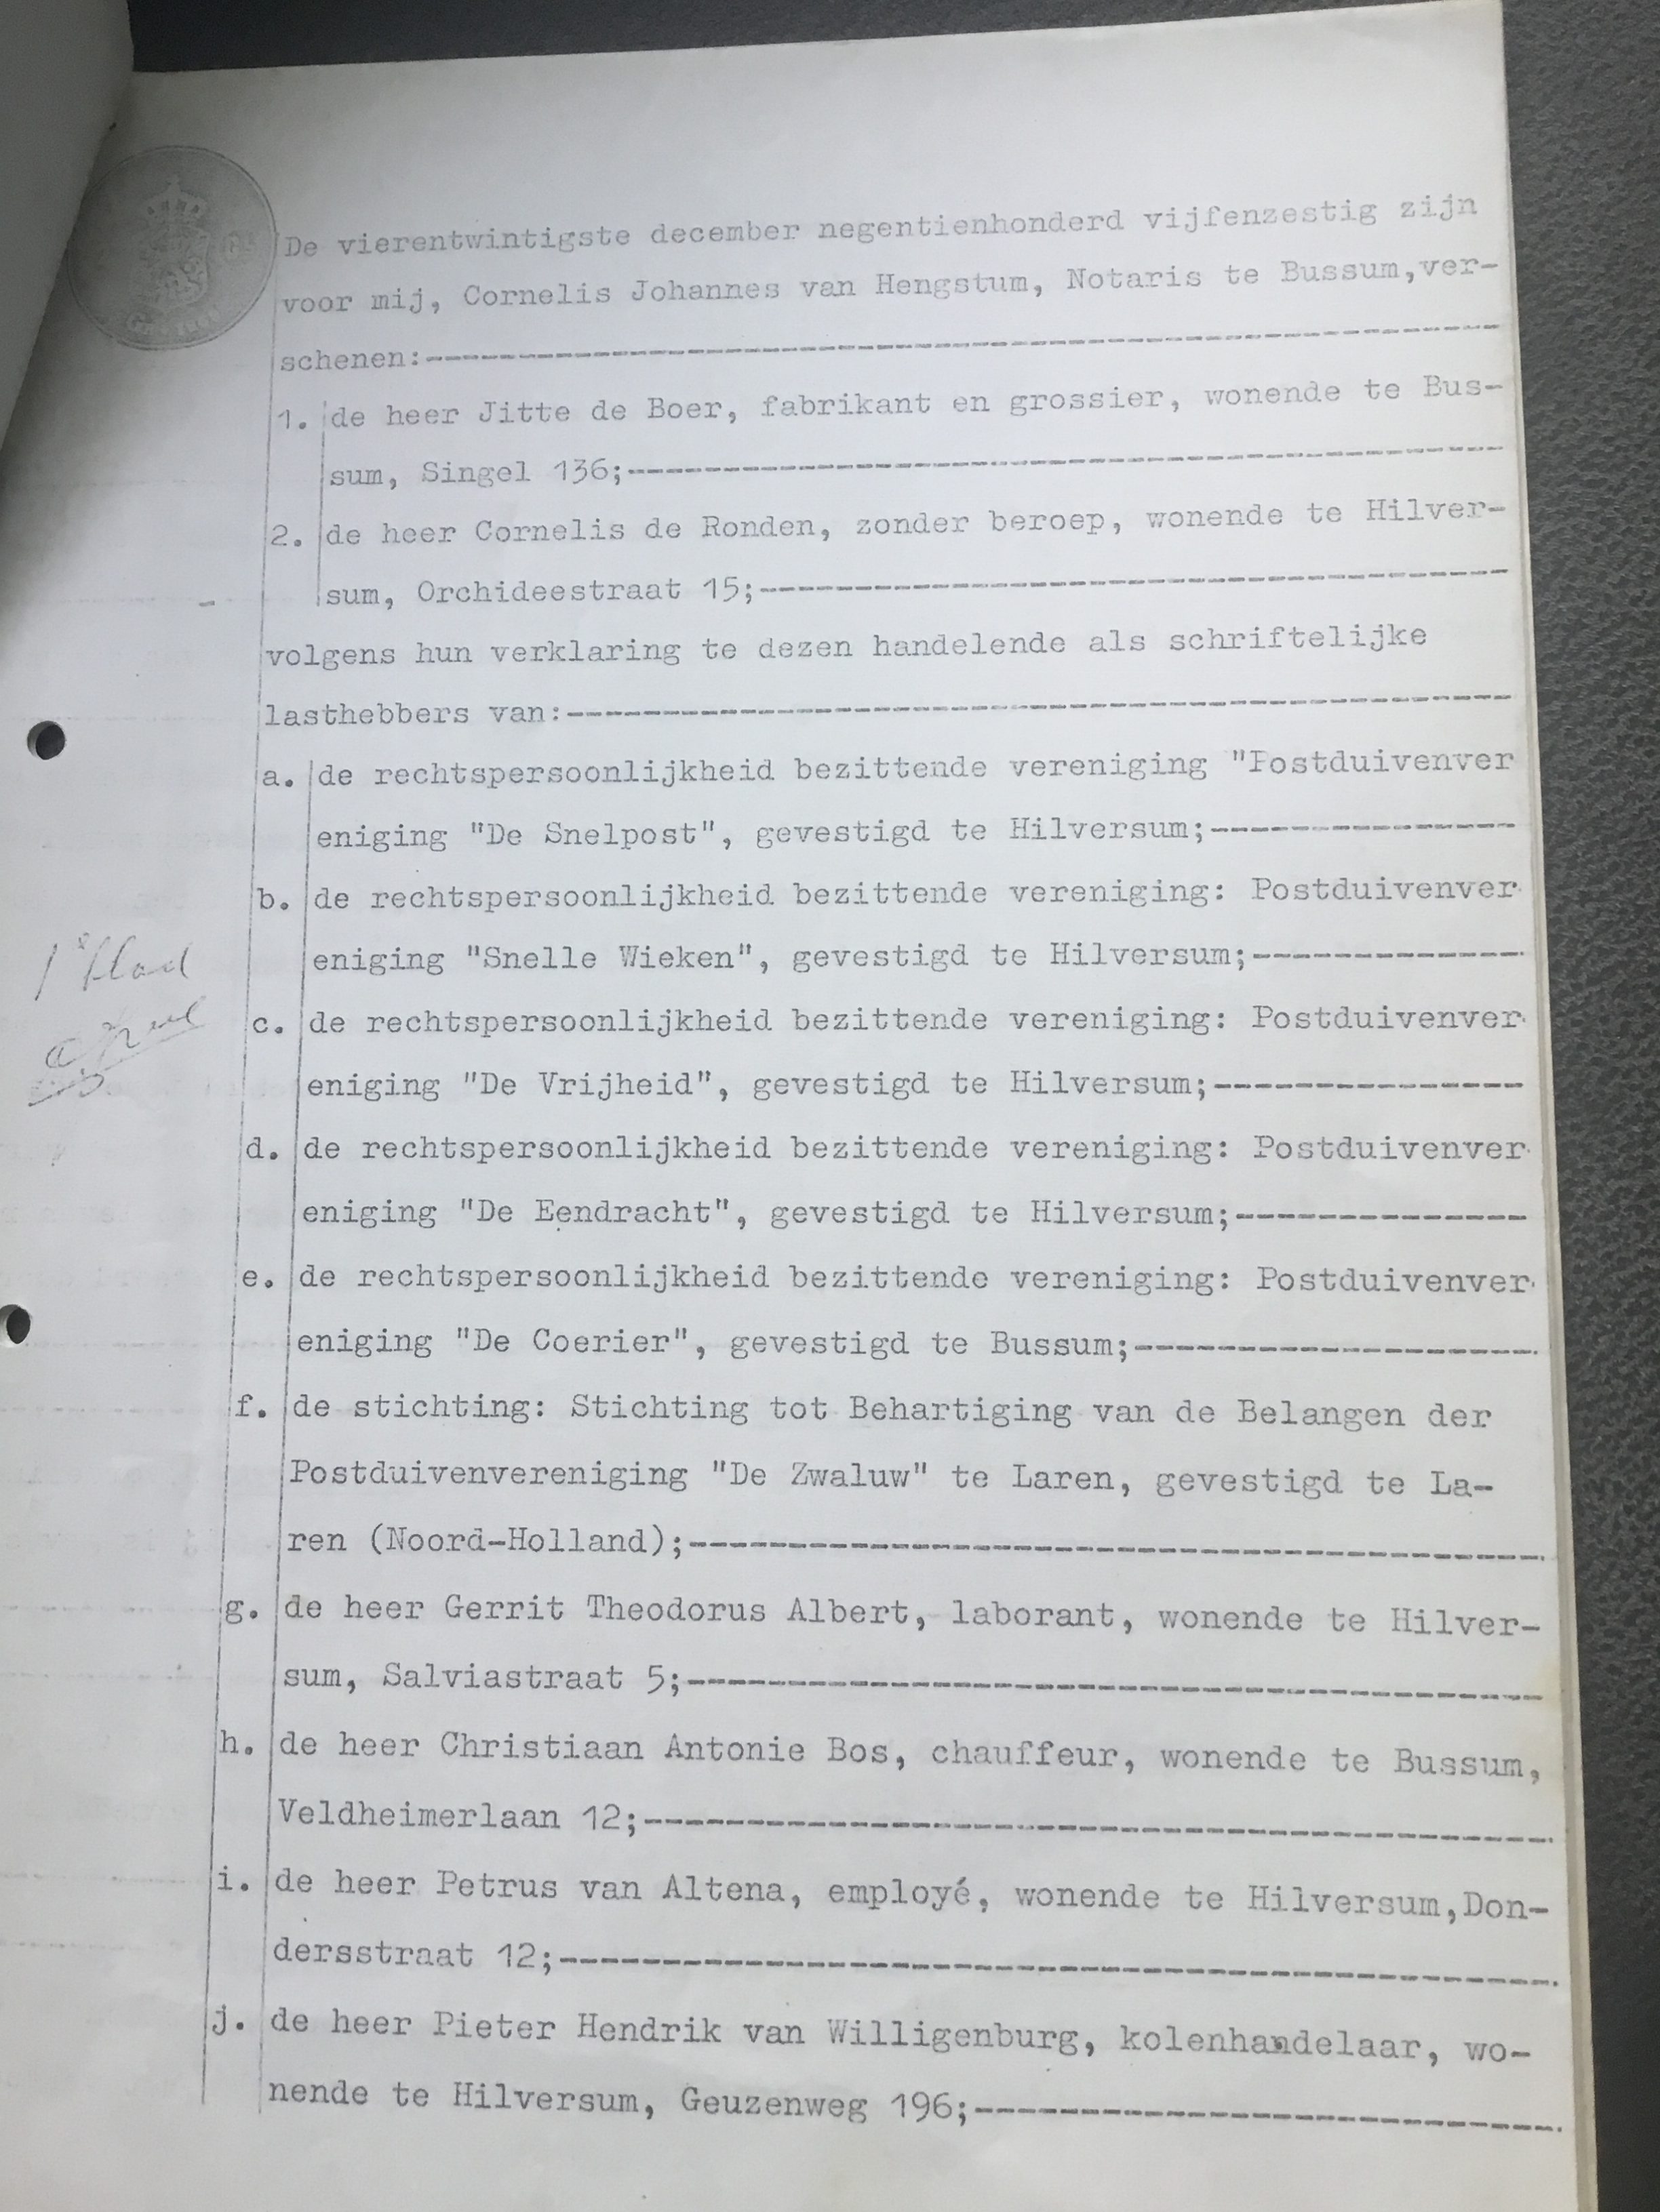 De vierentwintigste december negentienhonderd vijfenzestig zijn
voor mij, Cornelis Johannes van Hengstum, Notaris te Bussum,ver-
schenen:
1. de heer Jitte de Boer, fabrikant en grossier, wonende te Bus-
sum, Singel 136;
2. de heer Cornelis de Ronden, zonder beroep, wonende te Hilver-
sum, Orchideestraat 15;
volgens hun verklaring te dezen handelende als schriftelijke
lasthebbers van:
a. de rechtspersoonlijkheid bezittende vereniging "Postduivenver
eniging "De Snelpost", gevestigd te Hilversum;
b. de rechtspersoonlijkheid bezittende vereniging: Postduivenver
eniging "Snelle Wieken", gevestigd te Hilversum;
1e blad
c. de rechtspersoonlijkheid bezittende vereniging: Postduivenver
eniging "De Vrijheid", gevestigd te Hilversum;
d. de rechtspersoonlijkheid bezittende vereniging: Postduivenver
eniging "De Eendracht", gevestigd te Hilversum;
e. de rechtspersoonlijkheid bezittende vereniging: Postduivenver
eniging "De Coerier", gevestigd te Bussum;
f. de stichting: Stichting tot Behartiging van de Belangen der
Postduivenvereniging "De Zwaluw" te Laren, gevestigd te La-
ren (Noord-Holland);
g. de heer Gerrit Theodorus Albert, laborant, wonende te Hilver-
sum, Salviastraat 5;
h. de heer Christiaan Antonie Bos, chauffeur, wonende te Bussum,
Veldheimerlaan 12;
i. de heer Petrus van Altena, employé, wonende te Hilversum,Don-
dersstraat 12;
j. de heer Pieter Hendrik van Willigenburg, kolenhandelaar, wo-
nende te Hilversum, Geuzenweg 196;